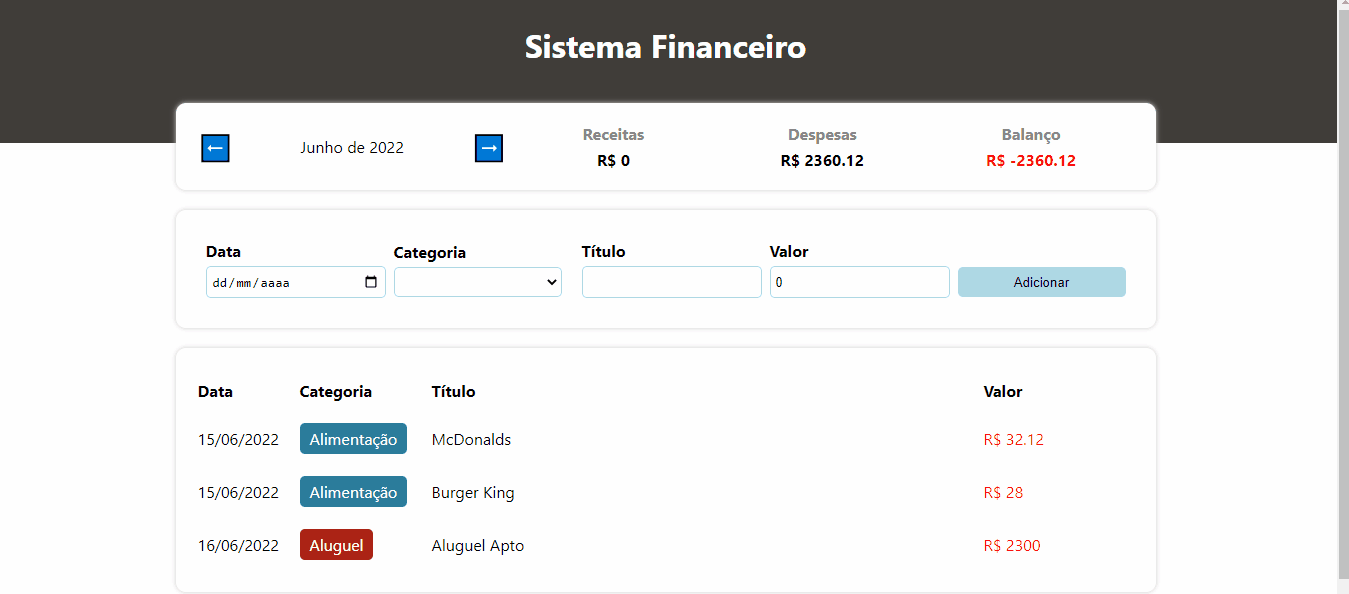 Sistema Financeiro
← Junho de 2022 →
Receitas Despesas Balanço
R$ 0 R$ 2360.12 R$ -2360.12
Data Categoria Título Valor
dd/mm/aaaa 0 Adicionar
Data Categoria Título Valor
15/06/2022 Alimentação McDonalds R$ 32.12
15/06/2022 Alimentação Burger King R$ 28
16/06/2022 Aluguel Aluguel Apto R$ 2300